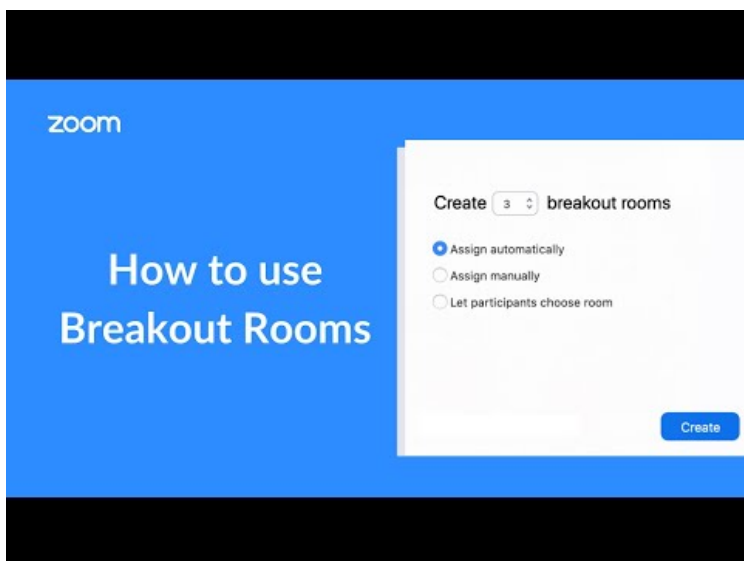 zoom
How to use
Breakout Rooms
Create 3 breakout rooms
Assign automatically
Assign manually
Let participants choose room
Create